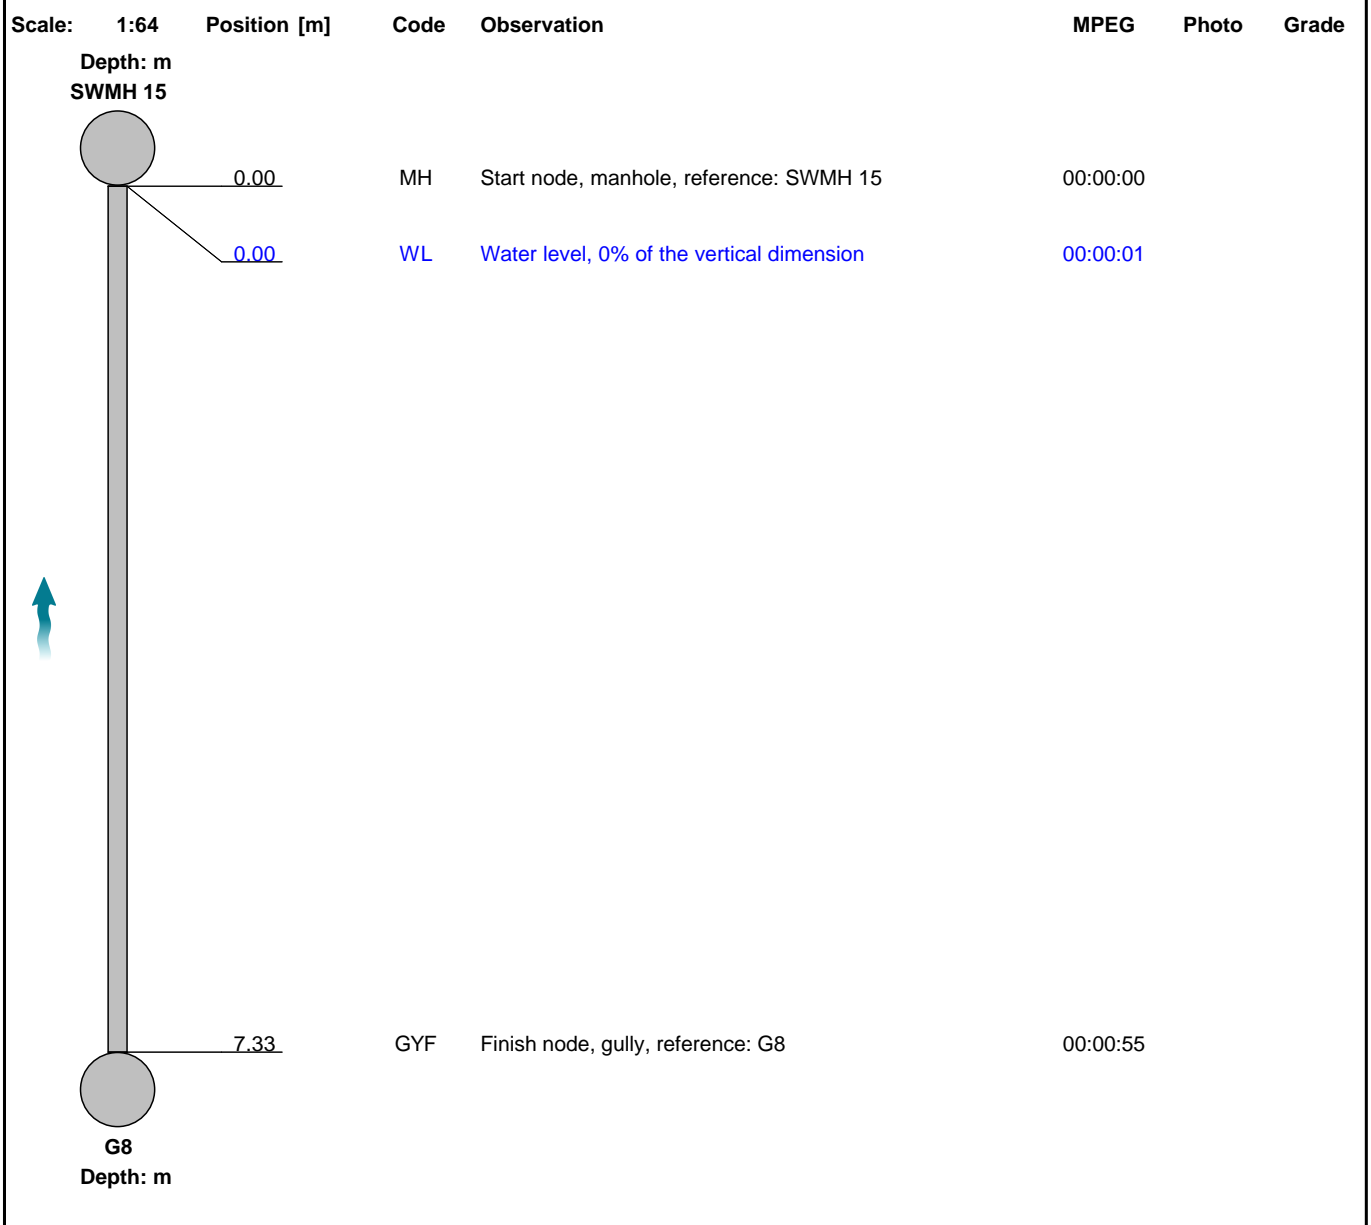 Scale: 1:64 Position [m] Code Observation MPEG Photo Grade
Depth: m
SWMH 15
0.00 MH Start node, manhole, reference: SWMH 15 00:00:00
0.00 WL Water level, 0% of the vertical dimension 00:00:01
7.33 GYF Finish node, gully, reference: G8 00:00:55
G8
Depth: m